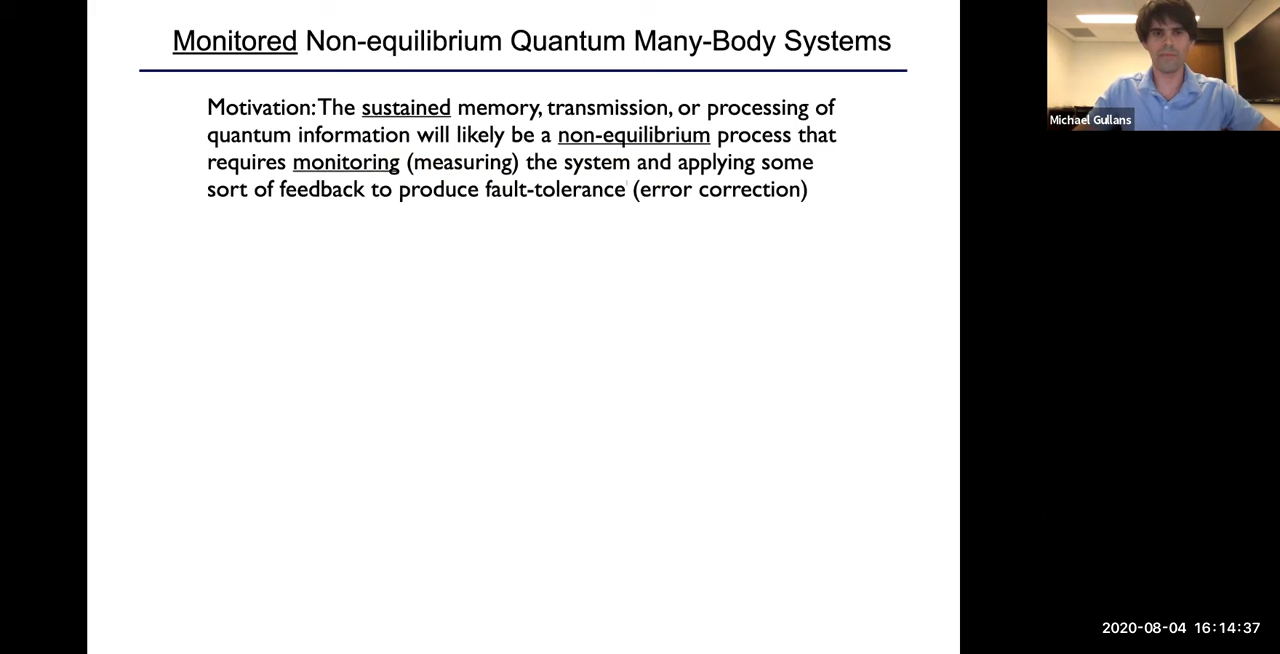 Monitored Non-equilibrium Quantum Many-Body Systems
Motivation: The sustained memory, transmission, or processing of
quantum information will likely be a non-equilibrium process that
requires monitoring (measuring) the system and applying some
sort of feedback to produce fault-tolerance (error correction)
Michael Gullans
2020-08-04 16:14:37